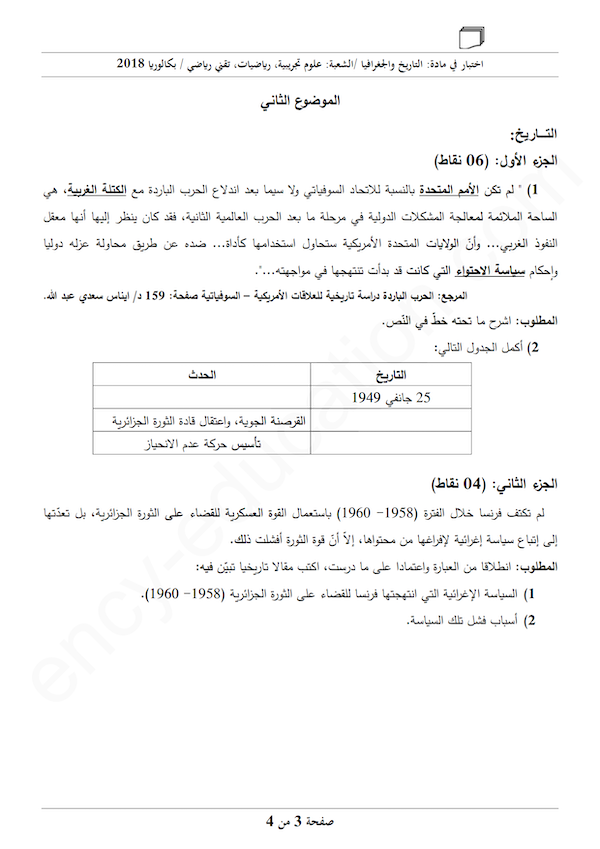 اختبار في مادة: التاريخ والجغرافيا /الشعبة: علوم تجريبية، رياضيات، تقني رياضي / بكالوريا 2018
الموضوع الثاني
التـــاريخ:
الجزء الأول: (06 نقاط)
1) " لم تكن الأمم المتحدة بالنسبة للاتحاد السوفياتي ولا سيما بعد اندلاع الحرب الباردة مع الكتلة الغربية، هي
الساحة الملائمة لمعالجة المشكلات الدولية في مرحلة ما بعد الحرب العالمية الثانية، فقد كان ينظر إليها أنها معقل
النفوذ الغربي... وأنّ الولايات المتحدة الأمريكية ستحاول استخدامها كأداة... ضده عن طريق محاولة عزله دوليا
وإحكام سياسة الاحتواء التي كانت قد بدأت تنتهجها في مواجهته...".
المرجع: الحرب الباردة دراسة تاريخية للعلاقات الأمريكية – السوفياتية صفحة: 159 د/ ايناس سعدي عبد الله.
المطلوب: اشرح ما تحته خطّ في النّص.
2) أكمل الجدول التالي:
التاريخ الحدث
25 جانفي 1949
القرصنة الجوية، واعتقال قادة الثورة الجزائرية
تأسيس حركة عدم الانحياز
الجزء الثاني: (04 نقاط)
لم تكتف فرنسا خلال الفترة (1958– 1960) باستعمال القوة العسكرية للقضاء على الثورة الجزائرية، بل تعدّتها
إلى إتباع سياسة إغرائية لإفراغها من محتواها، إلاّ أنّ قوة الثورة أفشلت ذلك.
المطلوب: انطلاقا من العبارة واعتمادا على ما درست، اكتب مقالا تاريخيا تبيّن فيه:
1) السياسة الإغرائية التي انتهجتها فرنسا للقضاء على الثورة الجزائرية (1958– 1960).
2) أسباب فشل تلك السياسة.
صفحة 3 من 4
ency-education.com